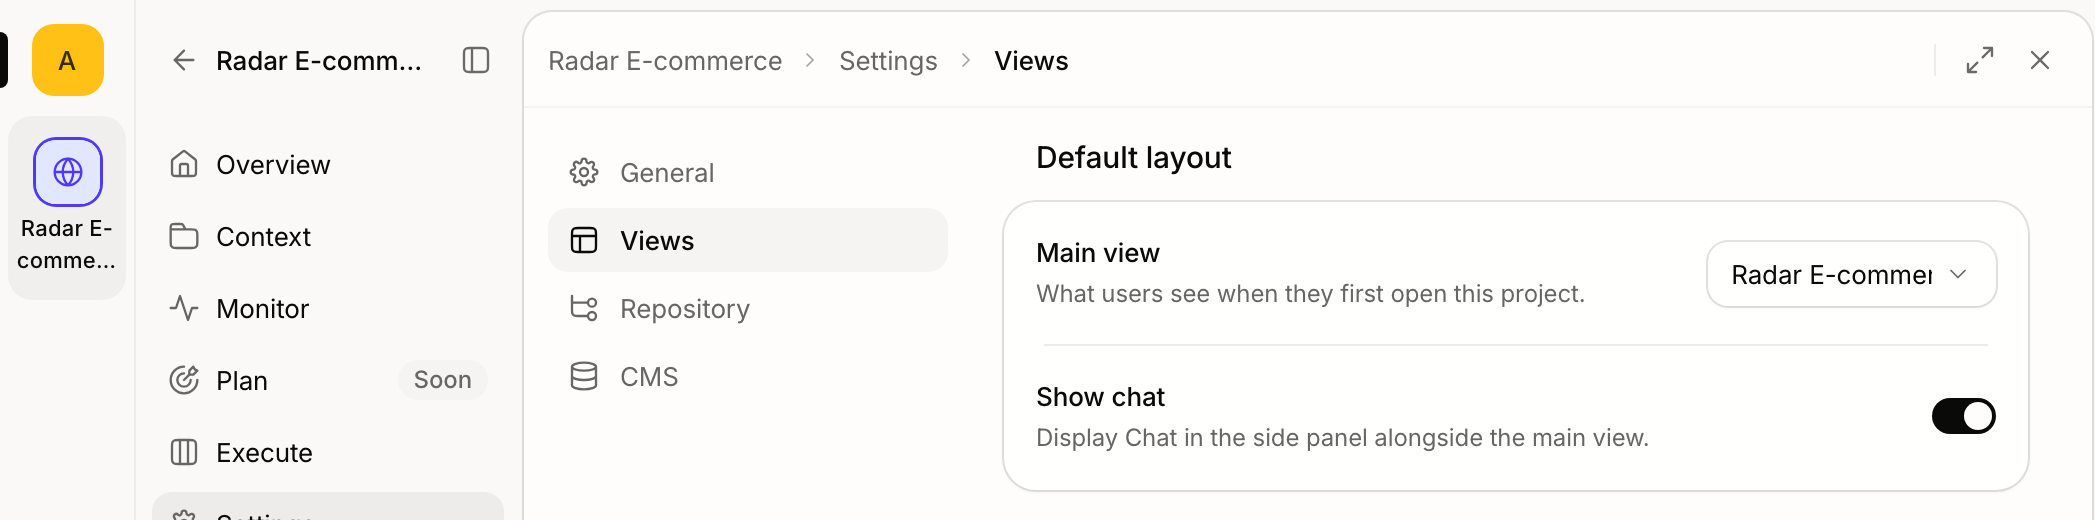 A
Radar E-
comme...
Radar E-comm...
Overview
Context
Monitor
Plan
Soon
Execute
Settings
Radar E-commerce > Settings > Views
General
Views
Repository
CMS
Default layout
Main view
What users see when they first open this project.
Radar E-commer
Show chat
Display Chat in the side panel alongside the main view.